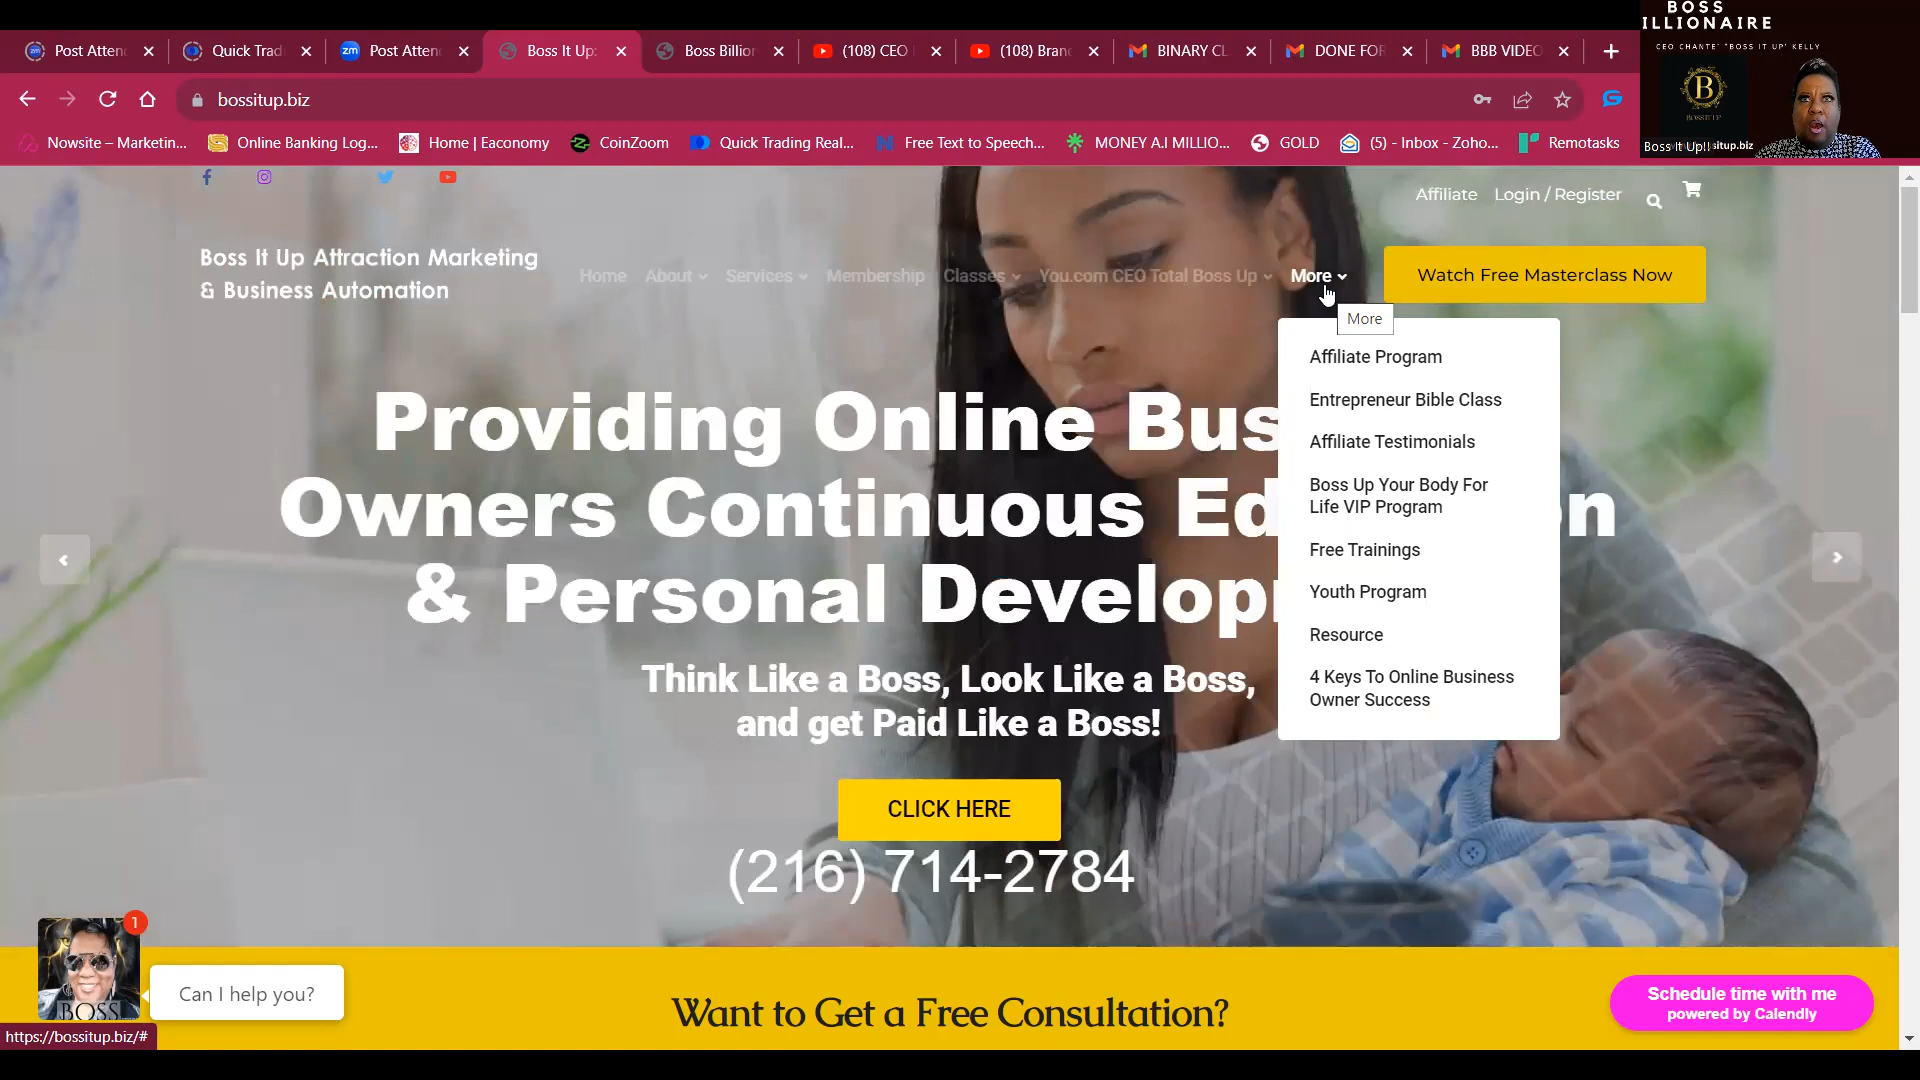 BOSS
ILLIONAIRE
CEO CHANTE' "BOSS IT UP" KELLY
B
BOSSITUP
Boss It Up!!
situp.biz
Post Atten
Quick Trad
Post Atten
Boss It Up:
Boss Billio
(108) CEO
(108) Bran
BINARY CL
DONE FOR
BBB VIDEO
bossitup.biz
Nowsite – Marketin...
Online Banking Log...
Home | Eaconomy
CoinZoom
Quick Trading Real...
Free Text to Speech...
MONEY A.I MILLIO...
GOLD
(5) - Inbox - Zoho...
Remotasks
Affiliate
Login / Register
Boss It Up Attraction Marketing
& Business Automation
Home
About
Services
Membership
Classes
You.com CEO Total Boss Up
More
Watch Free Masterclass Now
More
Affiliate Program
Entrepreneur Bible Class
Affiliate Testimonials
Boss Up Your Body For
Life VIP Program
Free Trainings
Youth Program
Resource
4 Keys To Online Business
Owner Success
Providing Online Bus
Owners Continuous Ed n
& Personal Develop
Think Like a Boss, Look Like a Boss,
and get Paid Like a Boss!
CLICK HERE
(216) 714-2784
1
BOSS
Can I help you?
Want to Get a Free Consultation?
Schedule time with me
powered by Calendly
https://bossitup.biz/#